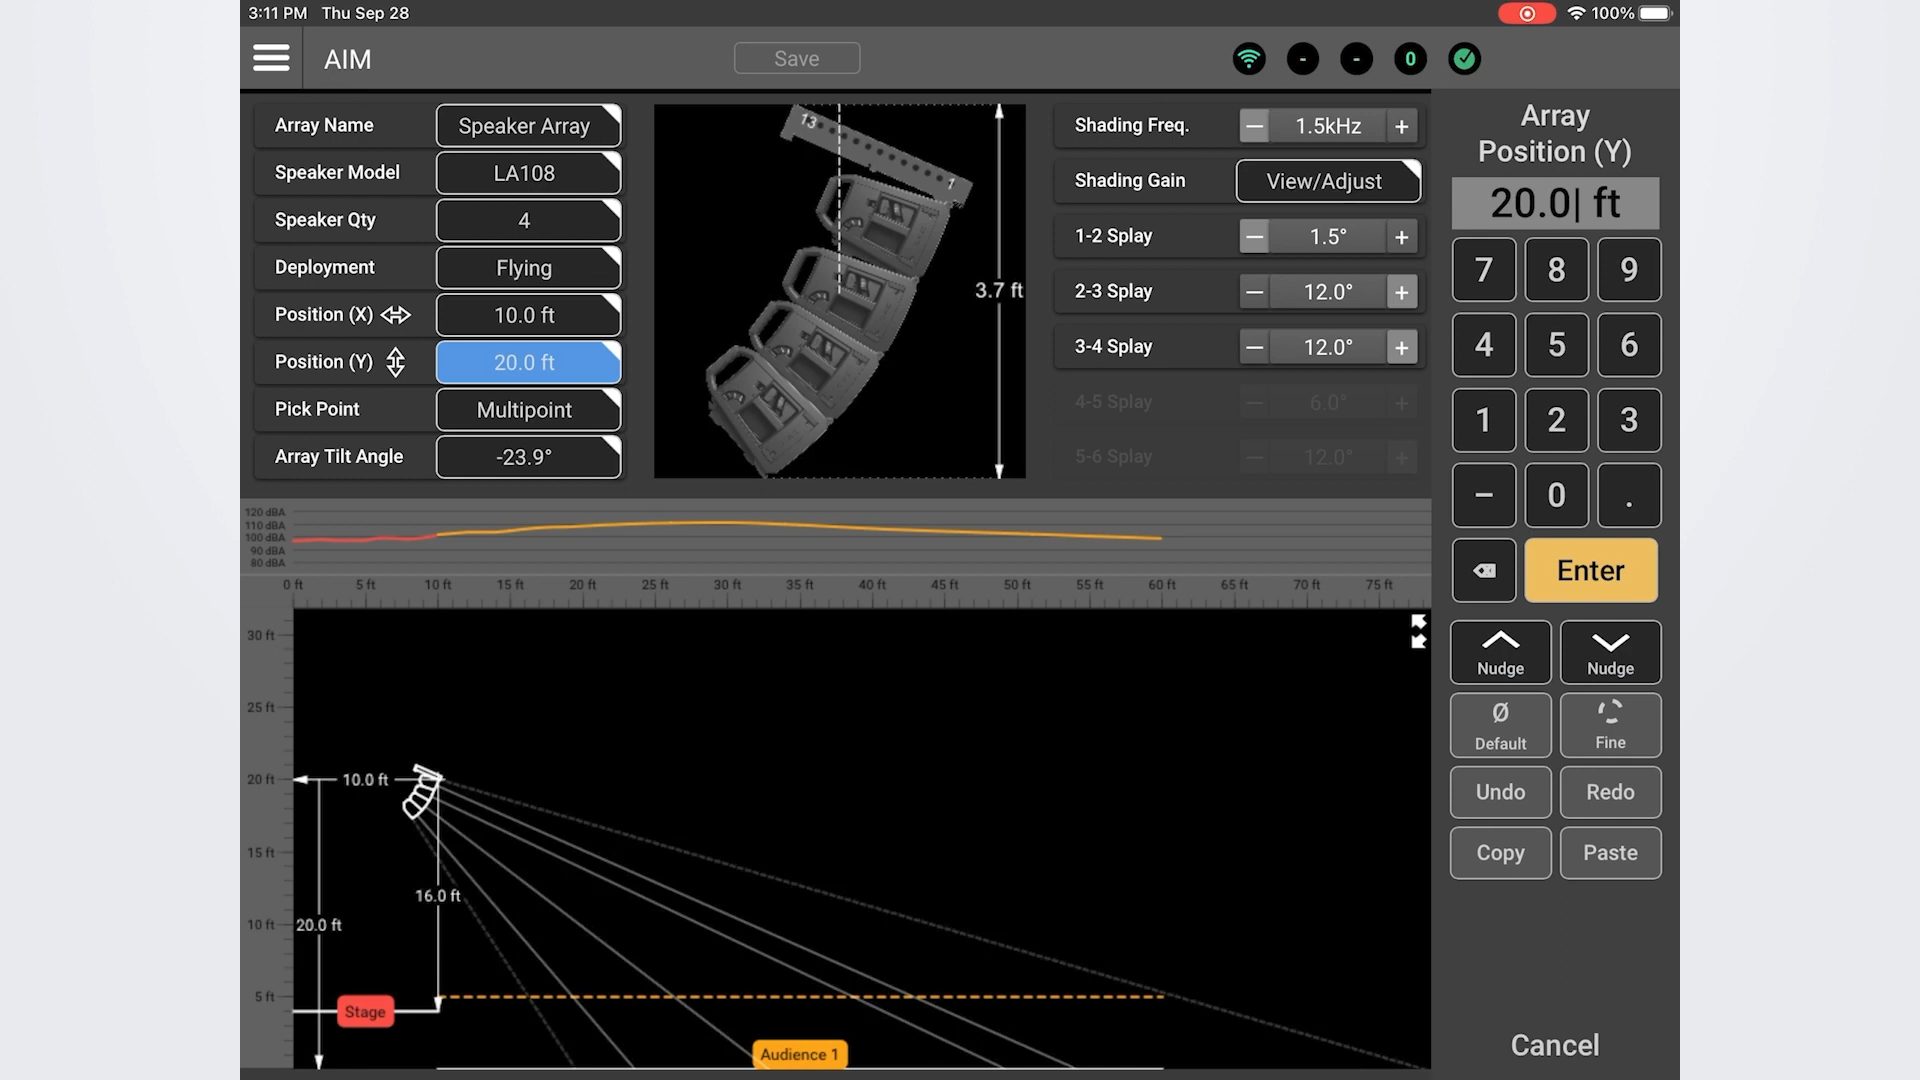 3:11 PM Thu Sep 28
100%
AIM
Save
- - 0
Array Name Speaker Array
Speaker Model LA108
Speaker Qty 4
Deployment Flying
Position (X) 10.0 ft
Position (Y) 20.0 ft
Pick Point Multipoint
Array Tilt Angle -23.9°
13
1
3.7 ft
Shading Freq. — 1.5kHz +
Shading Gain View/Adjust
1-2 Splay — 1.5° +
2-3 Splay — 12.0° +
3-4 Splay — 12.0° +
4-5 Splay — 6.0° +
5-6 Splay — 12.0° +
Array
Position (Y)
20.0| ft
7 8 9
4 5 6
1 2 3
– 0 .
Enter
Nudge Nudge
Ø
Default Fine
Undo Redo
Copy Paste
Cancel
120 dBA
110 dBA
100 dBA
90 dBA
80 dBA
0 ft 5 ft 10 ft 15 ft 20 ft 25 ft 30 ft 35 ft 40 ft 45 ft 50 ft 55 ft 60 ft 65 ft 70 ft 75 ft
30 ft
25 ft
20 ft
15 ft
10 ft
5 ft
10.0 ft
16.0 ft
20.0 ft
Stage
Audience 1